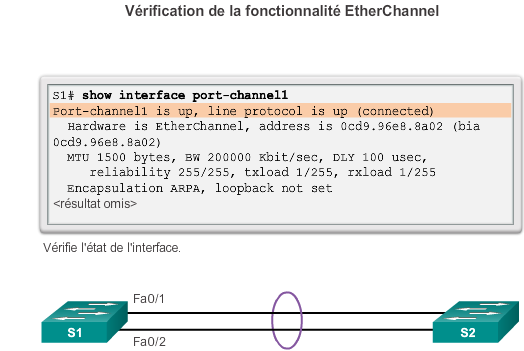 Vérification de la fonctionnalité EtherChannel
S1# show interface port-channel1
Port-channel1 is up, line protocol is up (connected)
Hardware is EtherChannel, address is 0cd9.96e8.8a02 (bia
0cd9.96e8.8a02)
MTU 1500 bytes, BW 200000 Kbit/sec, DLY 100 usec,
reliability 255/255, txload 1/255, rxload 1/255
Encapsulation ARPA, loopback not set
<résultat omis>
Vérifie l'état de l'interface.
Fa0/1
S1
S2
Fa0/2